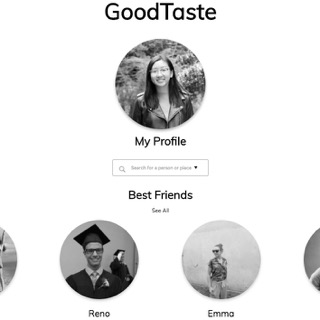 GoodTaste
My Profile
Search for a person or place
Best Friends
See All
Reno
Emma